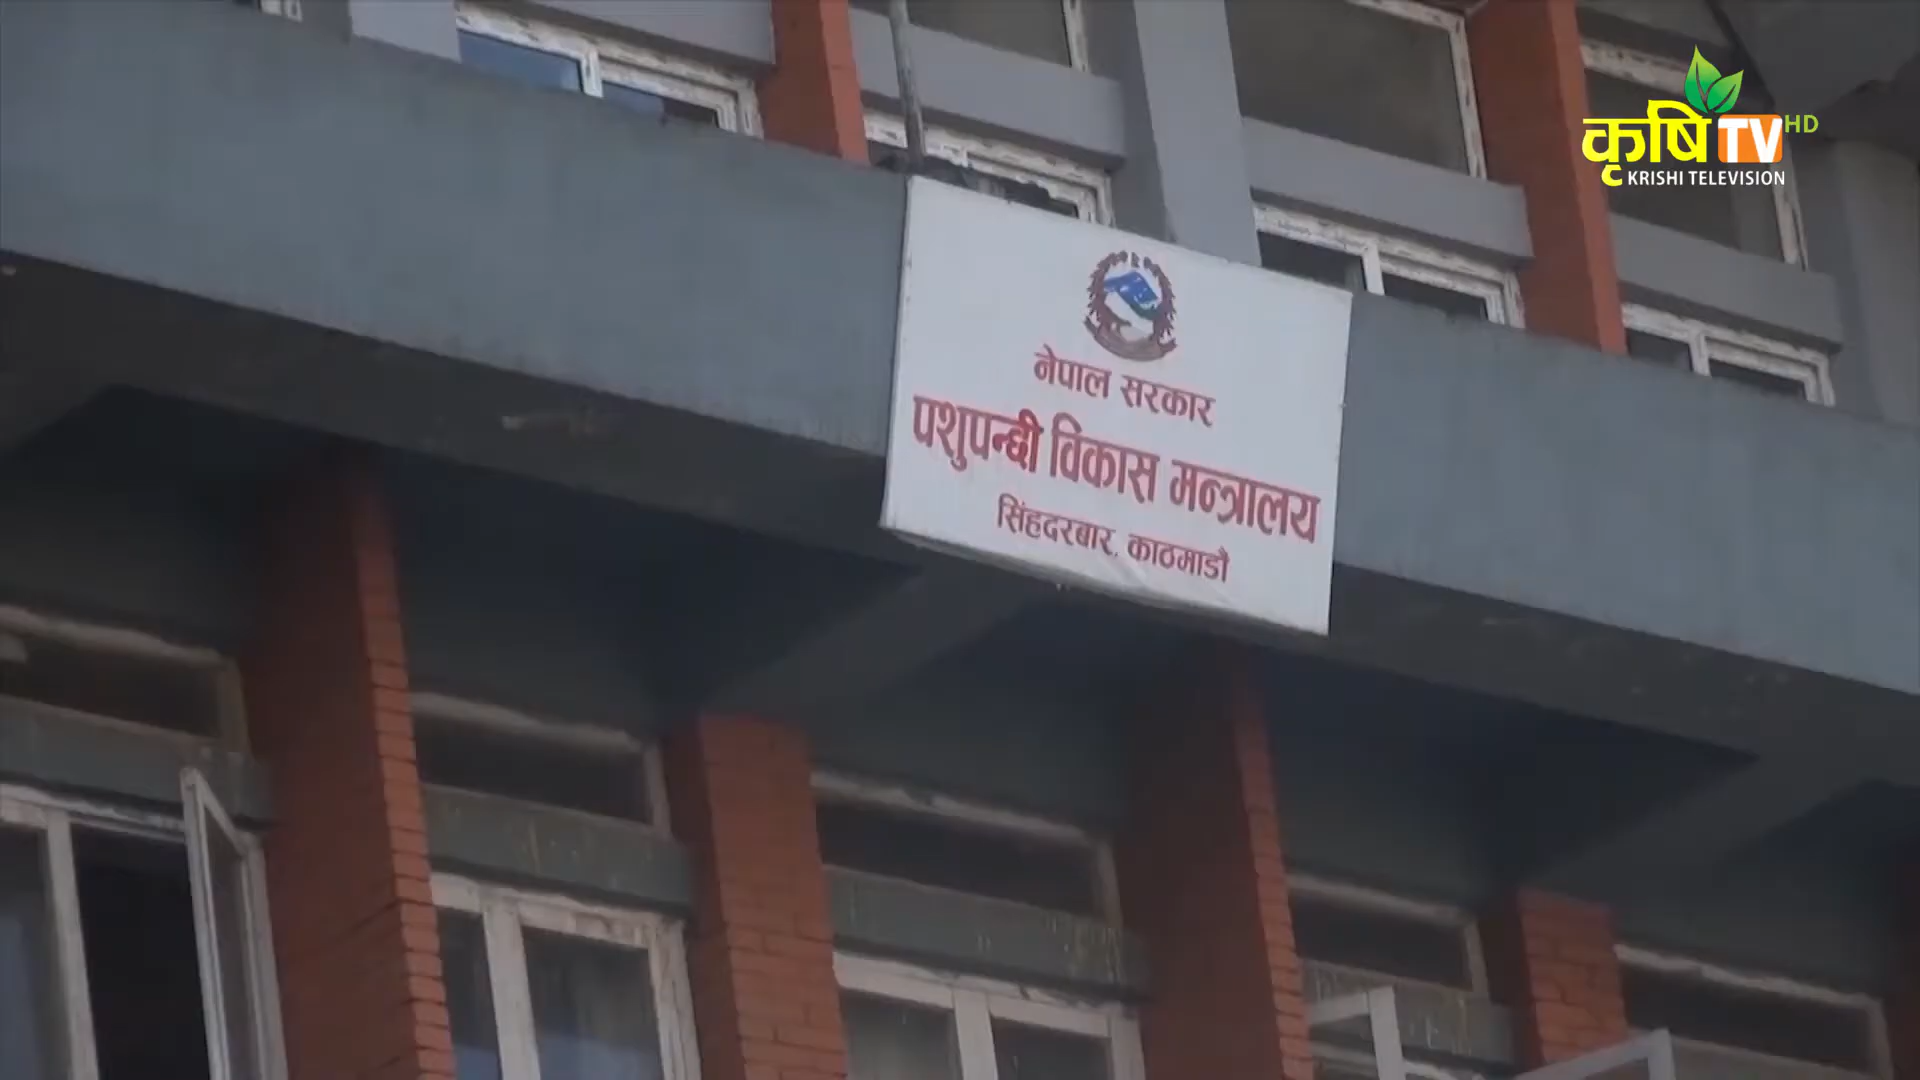 कृषि TV HD
KRISHI TELEVISION
नेपाल सरकार
पशुपन्छी विकास मन्त्रालय
सिंहदरबार, काठमाडौं